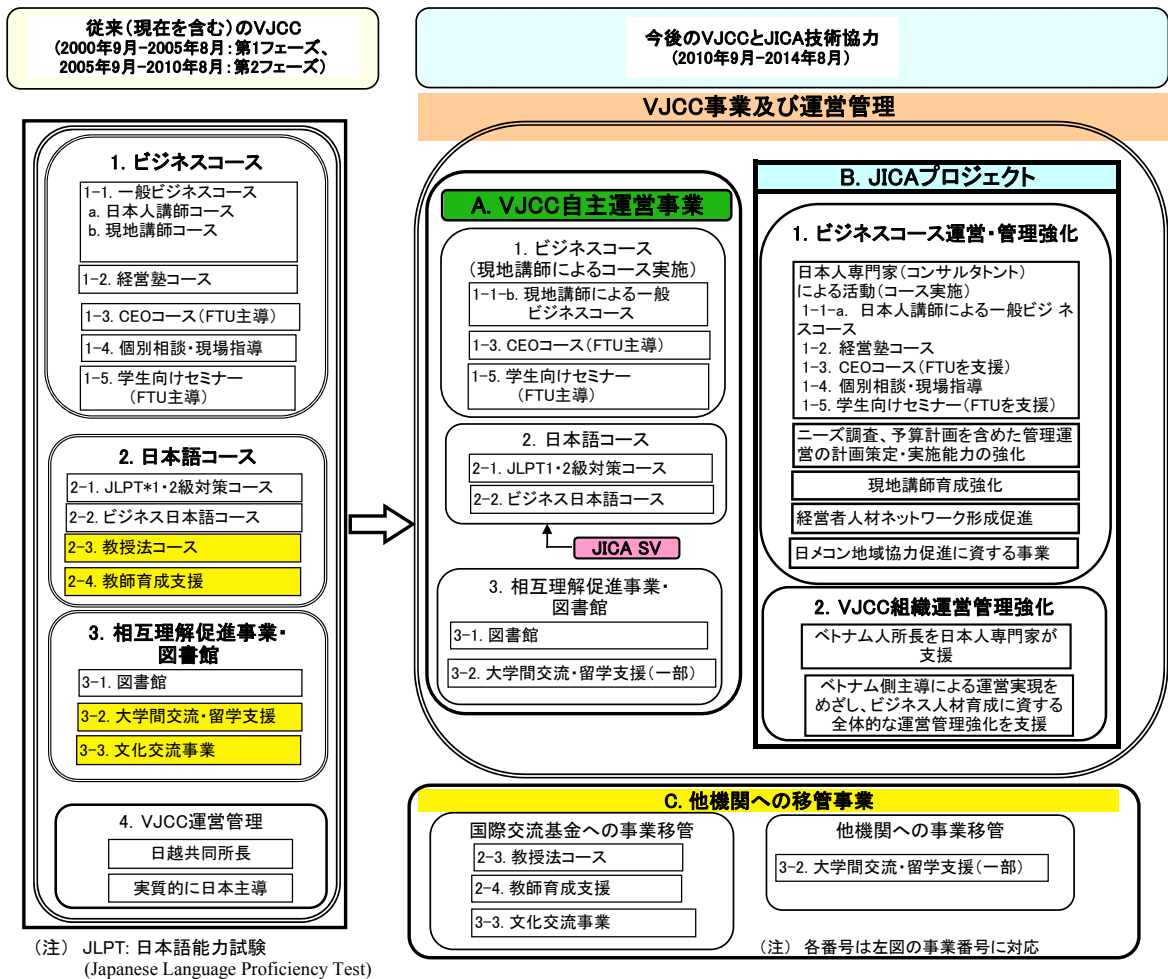 従来(現在を含む)のVJCC
(2000年9月-2005年8月:第1フェーズ、
2005年9月-2010年8月:第2フェーズ)
1. ビジネスコース
1-1. 一般ビジネスコース
a. 日本人講師コース
b. 現地講師コース
1-2. 経営塾コース
1-3. CEOコース(FTU主導)
1-4. 個別相談・現場指導
1-5. 学生向けセミナー
(FTU主導)
2. 日本語コース
2-1. JLPT*1・2級対策コース
2-2. ビジネス日本語コース
2-3. 教授法コース
2-4. 教師育成支援
3. 相互理解促進事業・
図書館
3-1. 図書館
3-2. 大学間交流・留学支援
3-3. 文化交流事業
4. VJCC運営管理
日越共同所長
実質的に日本主導
(注) JLPT: 日本語能力試験
(Japanese Language Proficiency Test)
今後のVJCCとJICA技術協力
(2010年9月-2014年8月)
VJCC事業及び運営管理
A. VJCC自主運営事業
1. ビジネスコース
(現地講師によるコース実施)
1-1-b. 現地講師による一般
ビジネスコース
1-3. CEOコース(FTU主導)
1-5. 学生向けセミナー
(FTU主導)
2. 日本語コース
2-1. JLPT1・2級対策コース
2-2. ビジネス日本語コース
JICA SV
3. 相互理解促進事業・
図書館
3-1. 図書館
3-2. 大学間交流・留学支援(一部)
B. JICAプロジェクト
1. ビジネスコース運営・管理強化
日本人専門家(コンサルタトント)
による活動(コース実施)
1-1-a. 日本人講師による一般ビジ ネ
スコース
1-2. 経営塾コース
1-3. CEOコース(FTUを支援)
1-4. 個別相談・現場指導
1-5. 学生向けセミナー(FTUを支援)
ニーズ調査、予算計画を含めた管理運
営の計画策定・実施能力の強化
現地講師育成強化
経営者人材ネットワーク形成促進
日メコン地域協力促進に資する事業
2. VJCC組織運営管理強化
ベトナム人所長を日本人専門家が
支援
ベトナム側主導による運営実現を
めざし、ビジネス人材育成に資する
全体的な運営管理強化を支援
C. 他機関への移管事業
国際交流基金への事業移管
2-3. 教授法コース
2-4. 教師育成支援
3-3. 文化交流事業
他機関への事業移管
3-2. 大学間交流・留学支援(一部)
(注) 各番号は左図の事業番号に対応